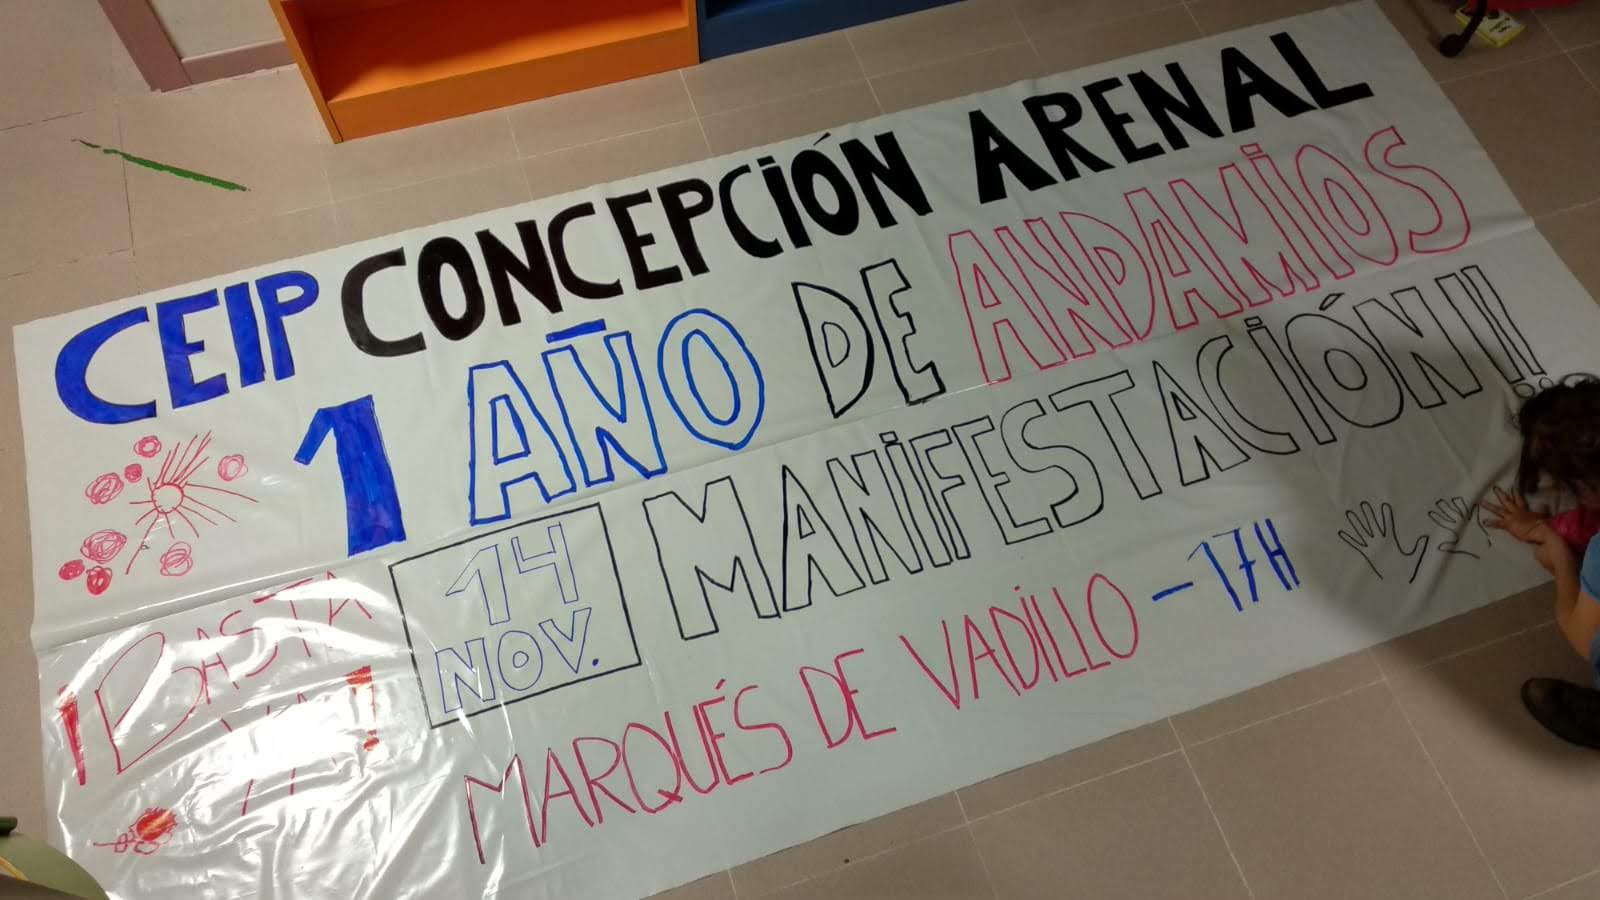 CEIP CONCEPCIÓN ARENAL
1 AÑO DE ANDAMIOS
14 NOV. MANIFESTACIÓN!!
¡BASTA YA! MARQUÉS DE VADILLO - 17H